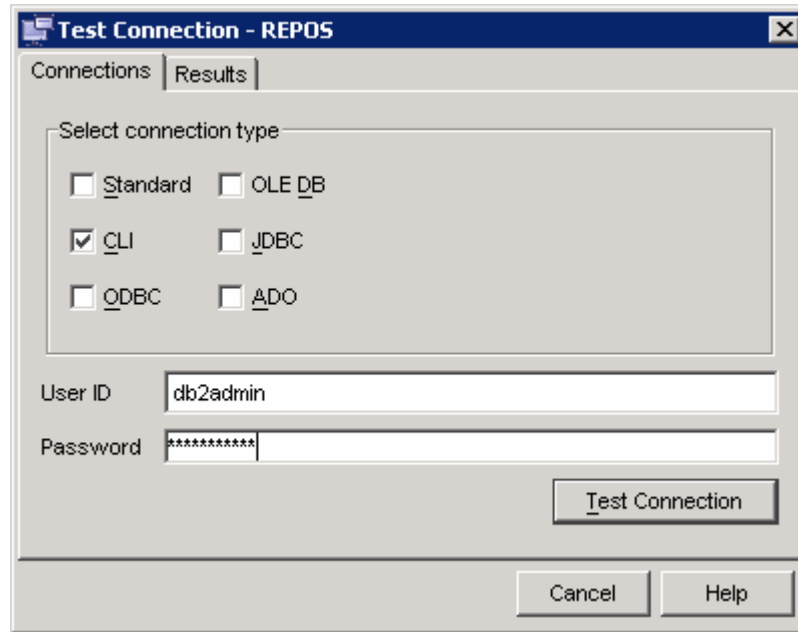 Test Connection - REPOS
Connections Results
Select connection type
Standard OLE DB
CLI JDBC
ODBC ADO
User ID db2admin
Password ***********
Test Connection
Cancel Help